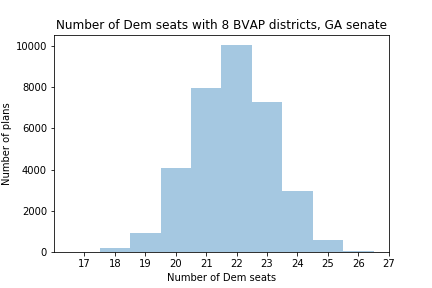 Number of Dem seats with 8 BVAP districts, GA senate
10000
8000
6000
4000
2000
0
Number of plans
17 18 19 20 21 22 23 24 25 26 27
Number of Dem seats